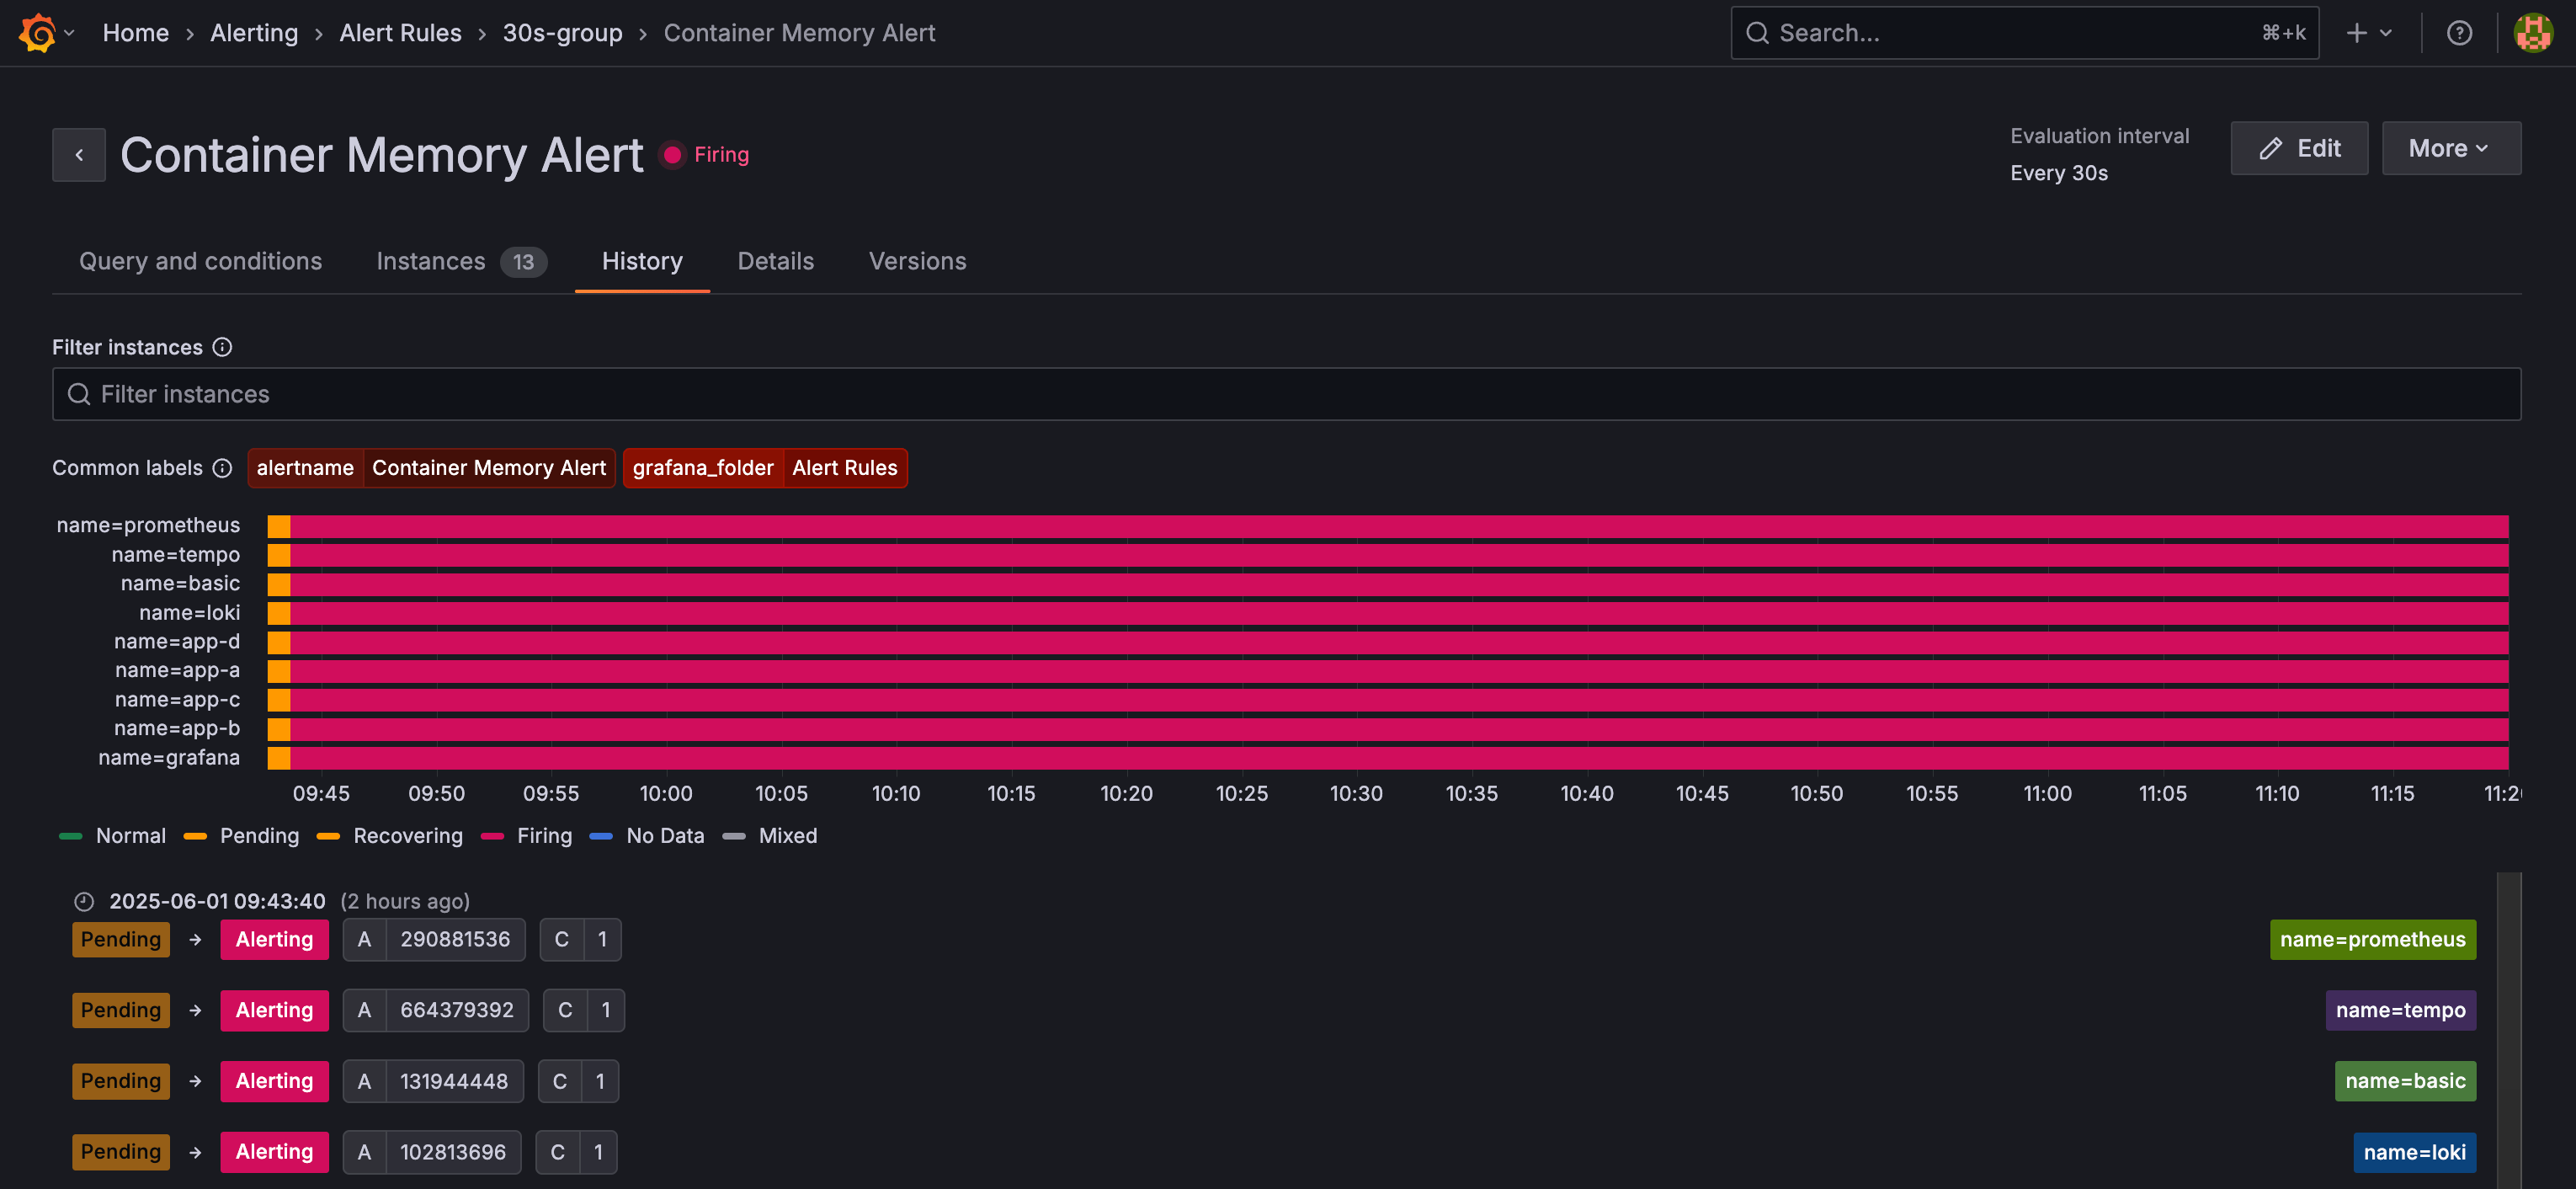 Home › Alerting › Alert Rules › 30s-group › Container Memory Alert
Search... ⌘+k
Container Memory Alert Firing
Evaluation interval
Every 30s
Edit
More
Query and conditions Instances 13 History Details Versions
Filter instances
Filter instances
Common labels alertname Container Memory Alert grafana_folder Alert Rules
name=prometheus
name=tempo
name=basic
name=loki
name=app-d
name=app-a
name=app-c
name=app-b
name=grafana
09:45 09:50 09:55 10:00 10:05 10:10 10:15 10:20 10:25 10:30 10:35 10:40 10:45 10:50 10:55 11:00 11:05 11:10 11:15
Normal Pending Recovering Firing No Data Mixed
2025-06-01 09:43:40 (2 hours ago)
Pending → Alerting A 290881536 C 1 name=prometheus
Pending → Alerting A 664379392 C 1 name=tempo
Pending → Alerting A 131944448 C 1 name=basic
Pending → Alerting A 102813696 C 1 name=loki